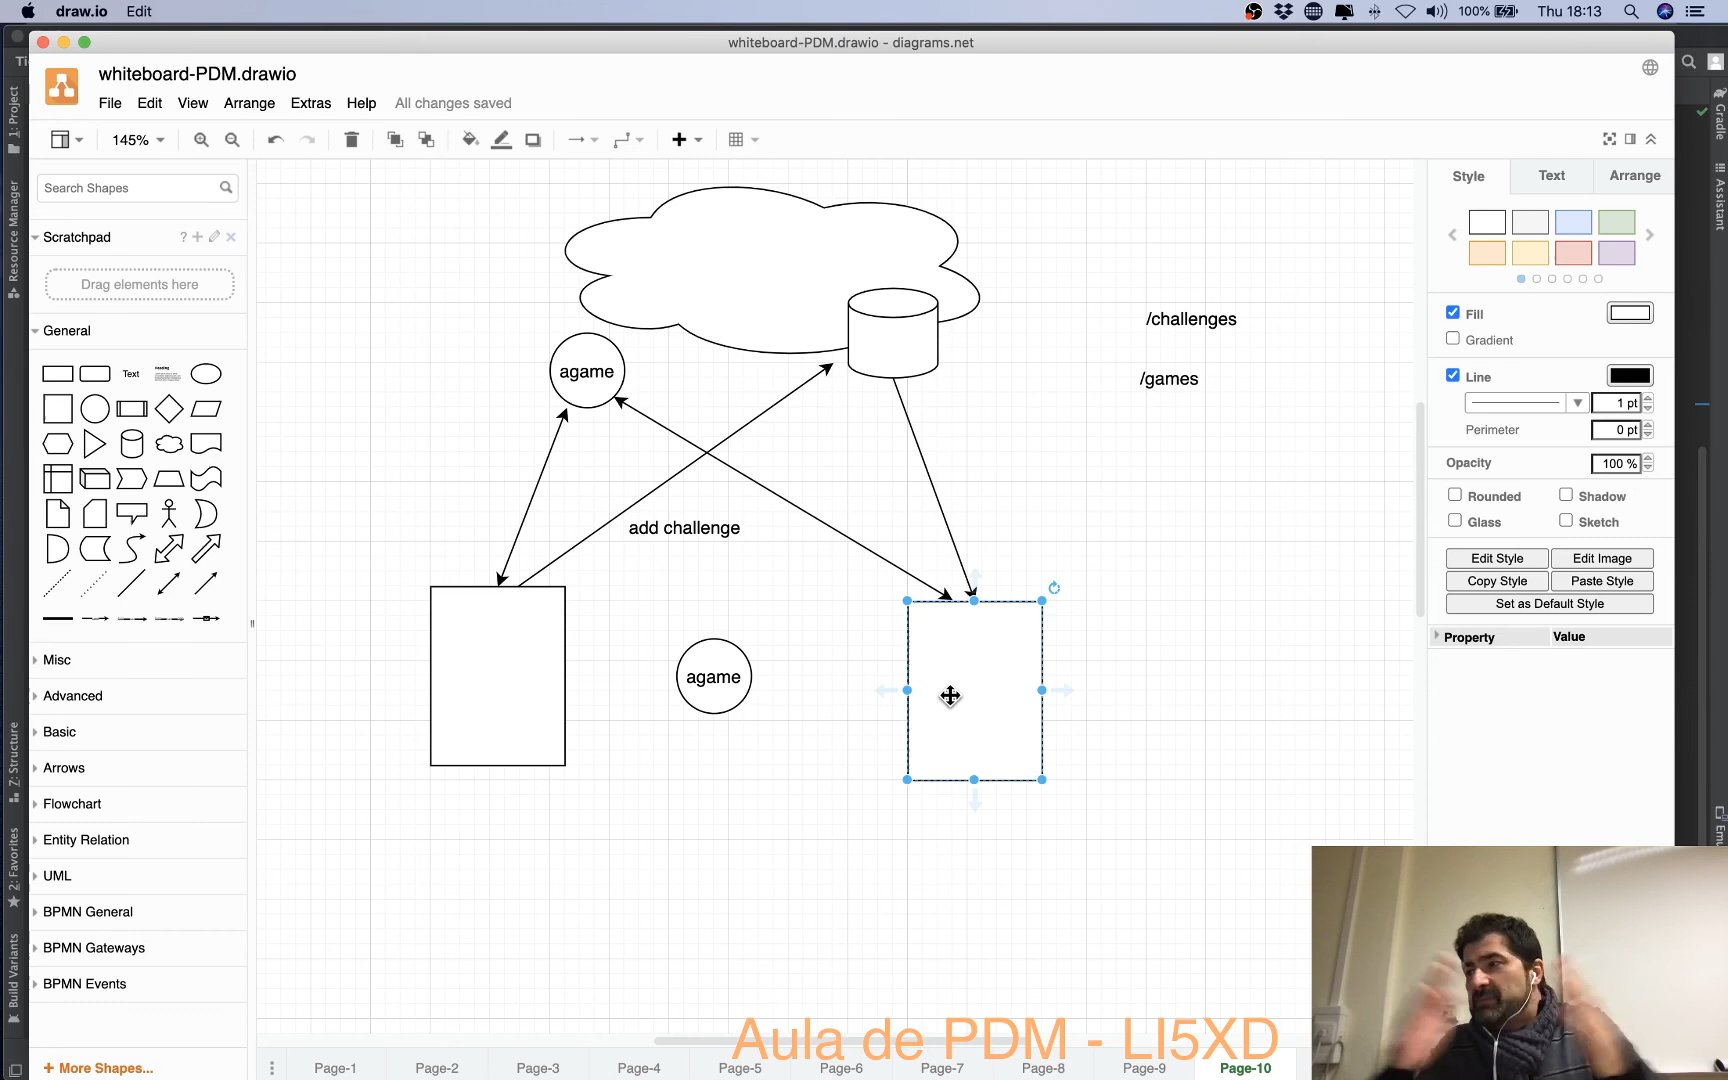 draw.io Edit
100% Thu 18:13
whiteboard-PDM.drawio - diagrams.net
whiteboard-PDM.drawio
File Edit View Arrange Extras Help All changes saved
145%
Search Shapes
Scratchpad ?
Drag elements here
General
Text
Heading
Misc
Advanced
Basic
Arrows
Flowchart
Entity Relation
UML
BPMN General
BPMN Gateways
BPMN Events
+ More Shapes...
1: Project
Resource Manager
Z: Structure
2: Favorites
Build Variants
agame
add challenge
agame
/challenges
/games
Style Text Arrange
Fill
Gradient
Line
1 pt
Perimeter 0 pt
Opacity 100 %
Rounded Shadow
Glass Sketch
Edit Style Edit Image
Copy Style Paste Style
Set as Default Style
Property Value
Gradle
Assistant
Emu
Aula de PDM - LI5XD
Page-1 Page-2 Page-3 Page-4 Page-5 Page-6 Page-7 Page-8 Page-9 Page-10